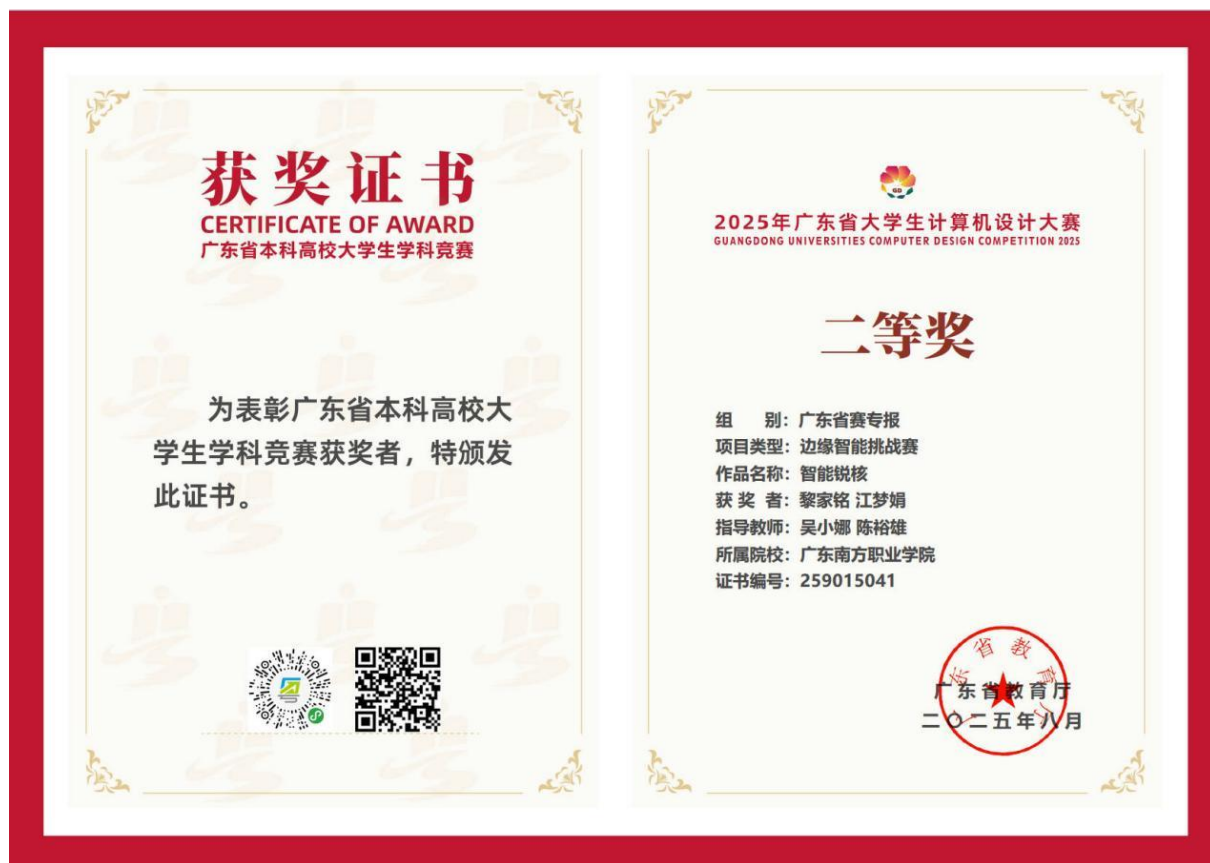 获奖证书
CERTIFICATE OF AWARD
广东省本科高校大学生学科竞赛
为表彰广东省本科高校大
学生学科竞赛获奖者，特颁发
此证书。
GD
2025年广东省大学生计算机设计大赛
GUANGDONG UNIVERSITIES COMPUTER DESIGN COMPETITION 2025
二等奖
组 别：广东省赛专报
项目类型：边缘智能挑战赛
作品名称：智能锐核
获 奖 者：黎家铭 江梦娟
指导教师：吴小娜 陈裕雄
所属院校：广东南方职业学院
证书编号：259015041
广东省教育厅
广东省教育厅
二〇二五年八月